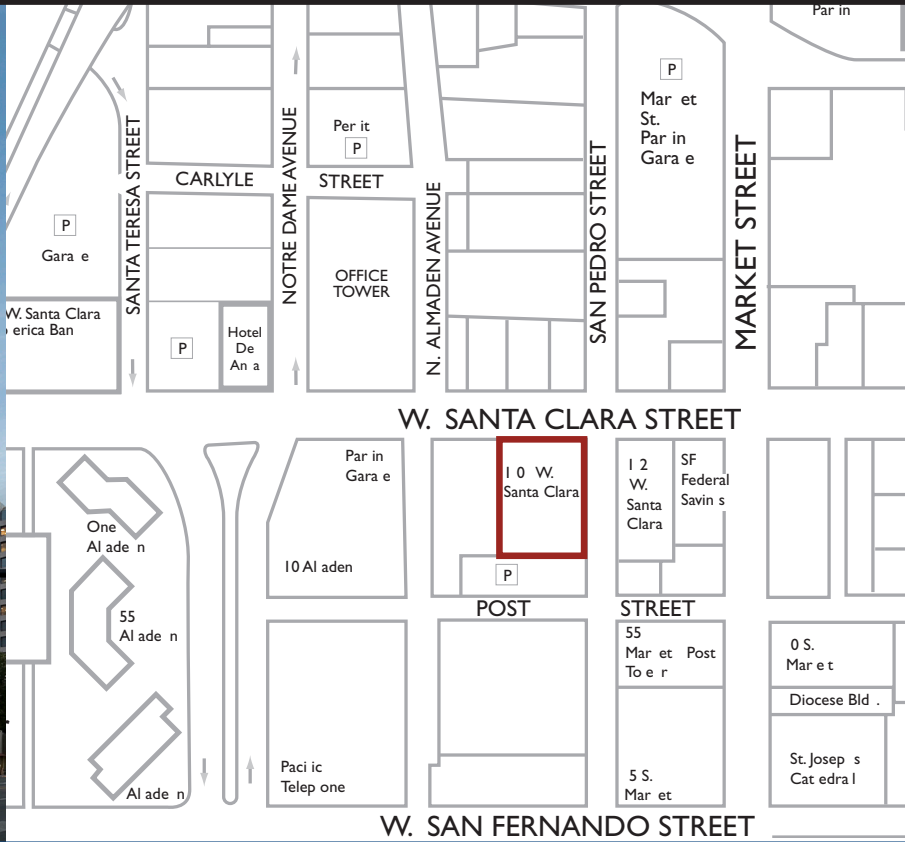 Par in
P
Mar et
St.
Par in
Gara e
Per it
P
CARLYLE STREET
SANTA TERESA STREET
NOTRE DAME AVENUE
N. ALMADEN AVENUE
SAN PEDRO STREET
MARKET STREET
P
Gara e
OFFICE
TOWER
W. Santa Clara
erica Ban
P
Hotel
De
An a
W. SANTA CLARA STREET
Par in
Gara e
1 0 W.
Santa Clara
1 2
W.
Santa
Clara
SF
Federal
Savin s
One
Al ade n
10 Al aden
P
POST STREET
55
Al ade n
55
Mar et Post
To e r
0 S.
Mar e t
Diocese Bld .
Paci ic
Telep one
5 S.
Mar et
St. Josep s
Cat edra l
Al ade n
W. SAN FERNANDO STREET